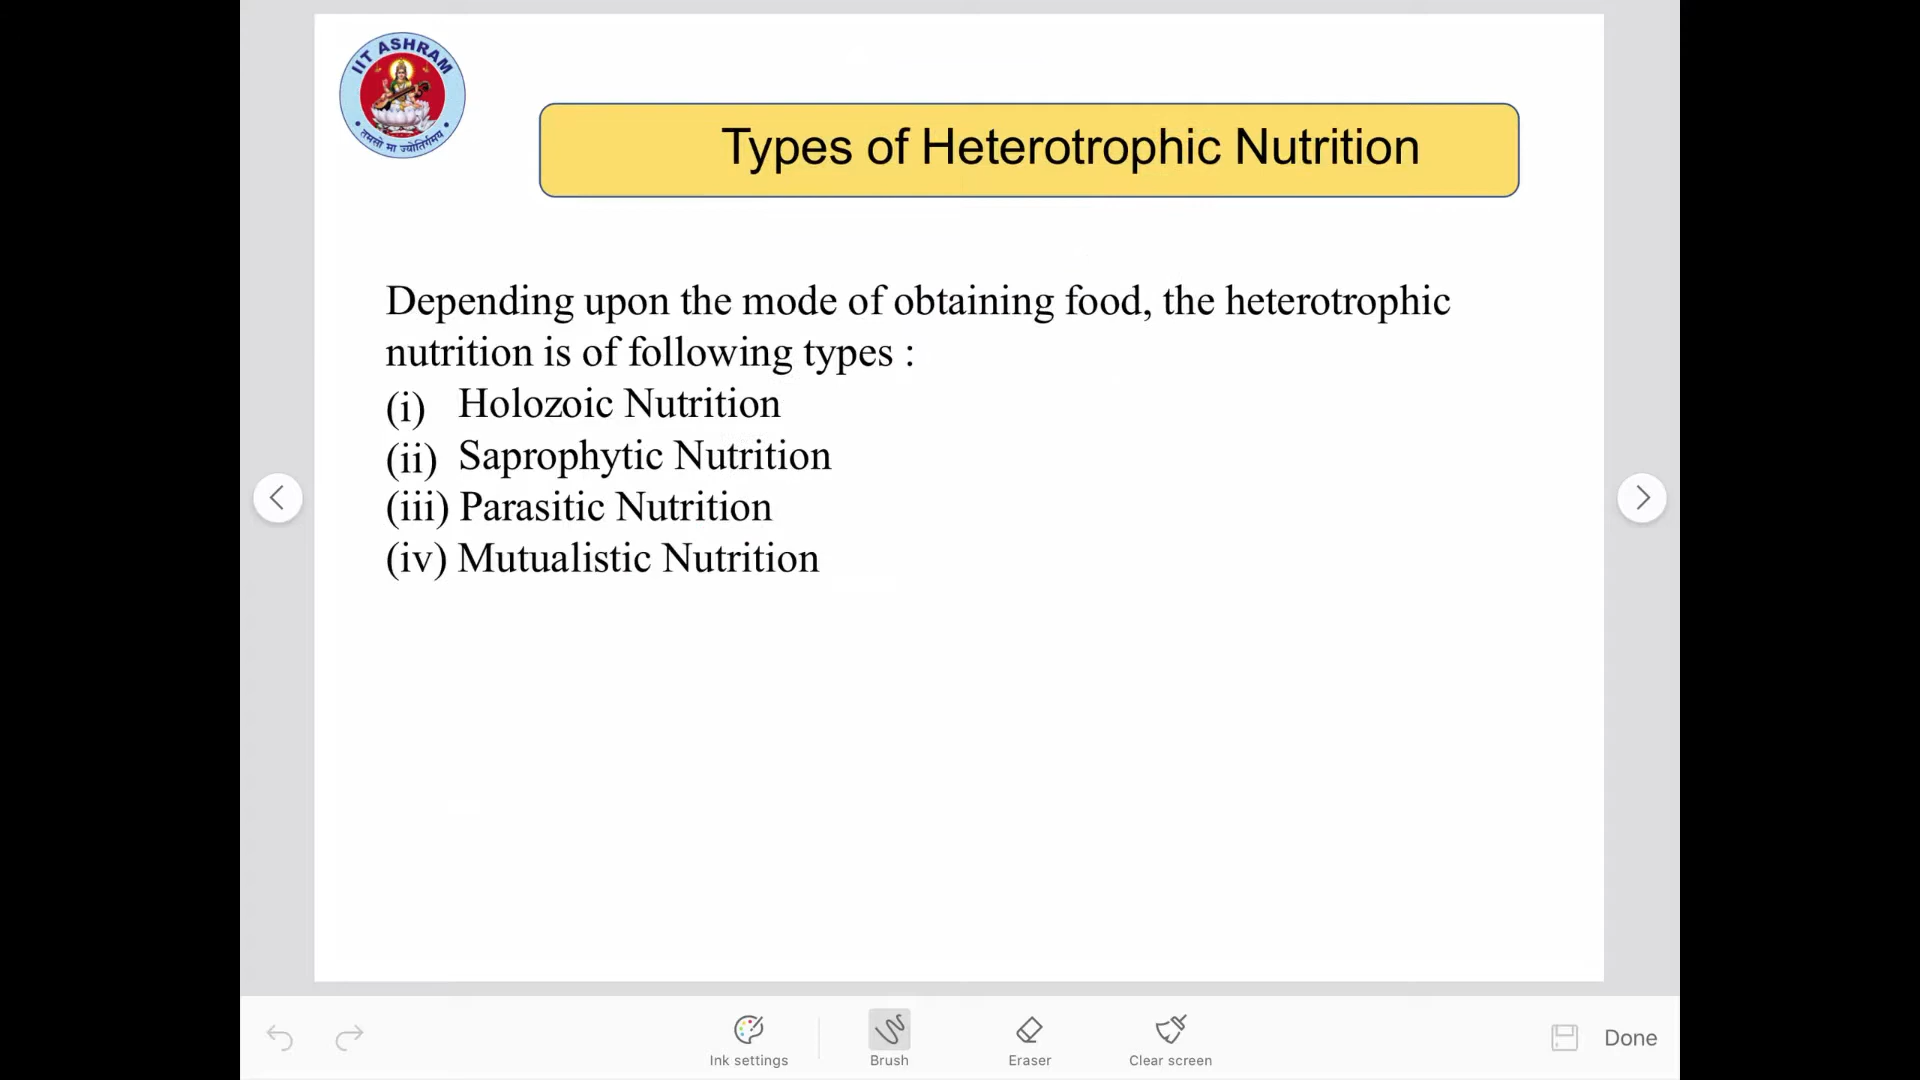 IIT ASHRAM
तमसो मा ज्योतिर्गमय
Types of Heterotrophic Nutrition
Depending upon the mode of obtaining food, the heterotrophic
nutrition is of following types :
(i) Holozoic Nutrition
(ii) Saprophytic Nutrition
(iii) Parasitic Nutrition
(iv) Mutualistic Nutrition
Ink settings
Brush
Eraser
Clear screen
Done